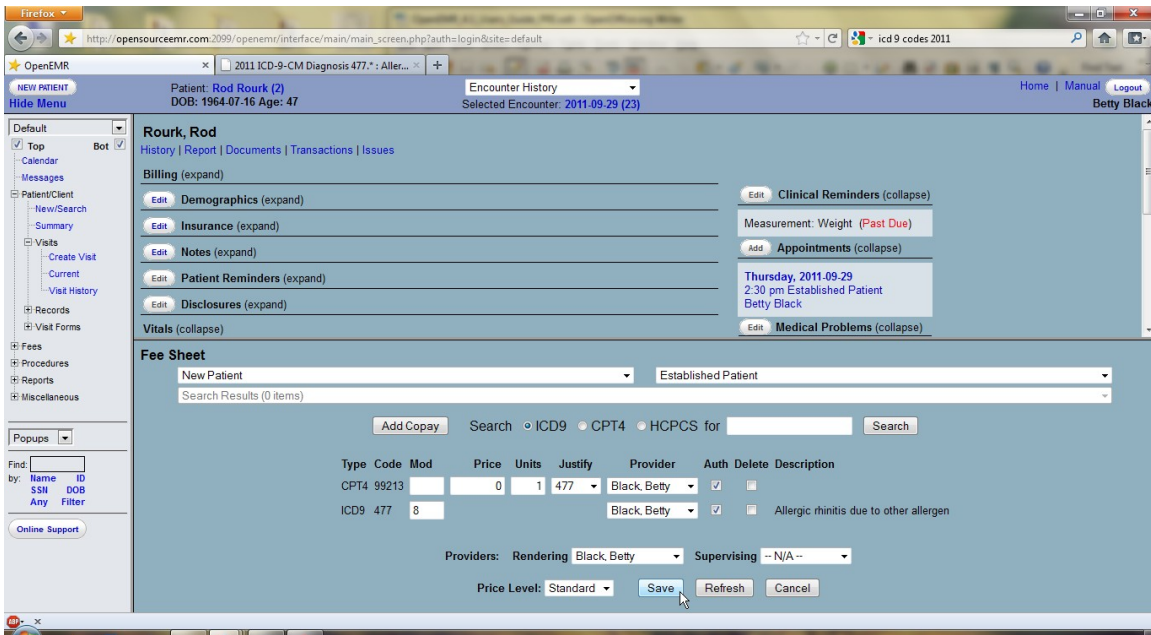 Firefox
http://opensourceemr.com:2099/openemr/interface/main/main_screen.php?auth=login&site=default
icd 9 codes 2011
OpenEMR
2011 ICD-9-CM Diagnosis 477.* : Aller...
NEW PATIENT
Hide Menu
Patient: Rod Rourk (2)
DOB: 1964-07-16 Age: 47
Encounter History
Selected Encounter: 2011-09-29 (23)
Home | Manual Logout
Betty Black
Default
Top Bot
Calendar
Messages
Patient/Client
New/Search
Summary
Visits
Create Visit
Current
Visit History
Records
Visit Forms
Fees
Procedures
Reports
Miscellaneous
Popups
Find:
by: Name ID
SSN DOB
Any Filter
Online Support
Rourk, Rod
History | Report | Documents | Transactions | Issues
Billing (expand)
Edit Demographics (expand)
Edit Insurance (expand)
Edit Notes (expand)
Edit Patient Reminders (expand)
Edit Disclosures (expand)
Vitals (collapse)
Edit Clinical Reminders (collapse)
Measurement: Weight (Past Due)
Add Appointments (collapse)
Thursday, 2011-09-29
2:30 pm Established Patient
Betty Black
Edit Medical Problems (collapse)
Fee Sheet
New Patient Established Patient
Search Results (0 items)
Add Copay Search ICD9 CPT4 HCPCS for Search
Type Code Mod Price Units Justify Provider Auth Delete Description
CPT4 99213 0 1 477 Black, Betty
ICD9 477 8 Black, Betty Allergic rhinitis due to other allergen
Providers: Rendering Black, Betty Supervising -- N/A --
Price Level: Standard Save Refresh Cancel
ABP